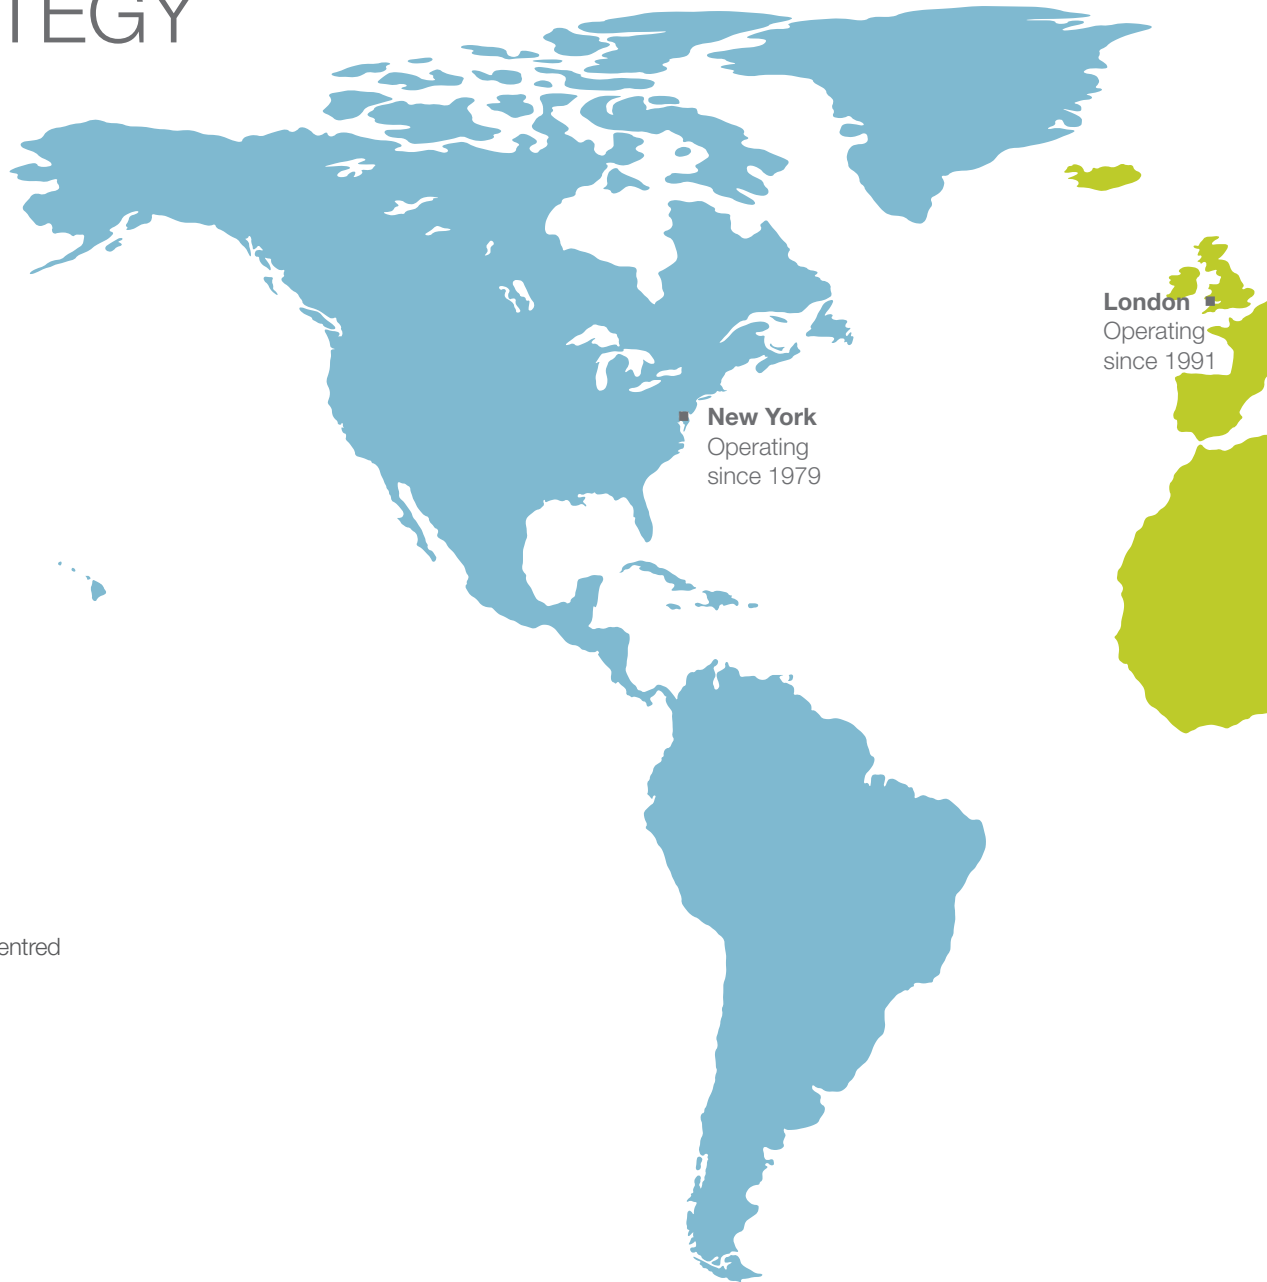 TEGY
London
Operating
since 1991
New York
Operating
since 1979
entred